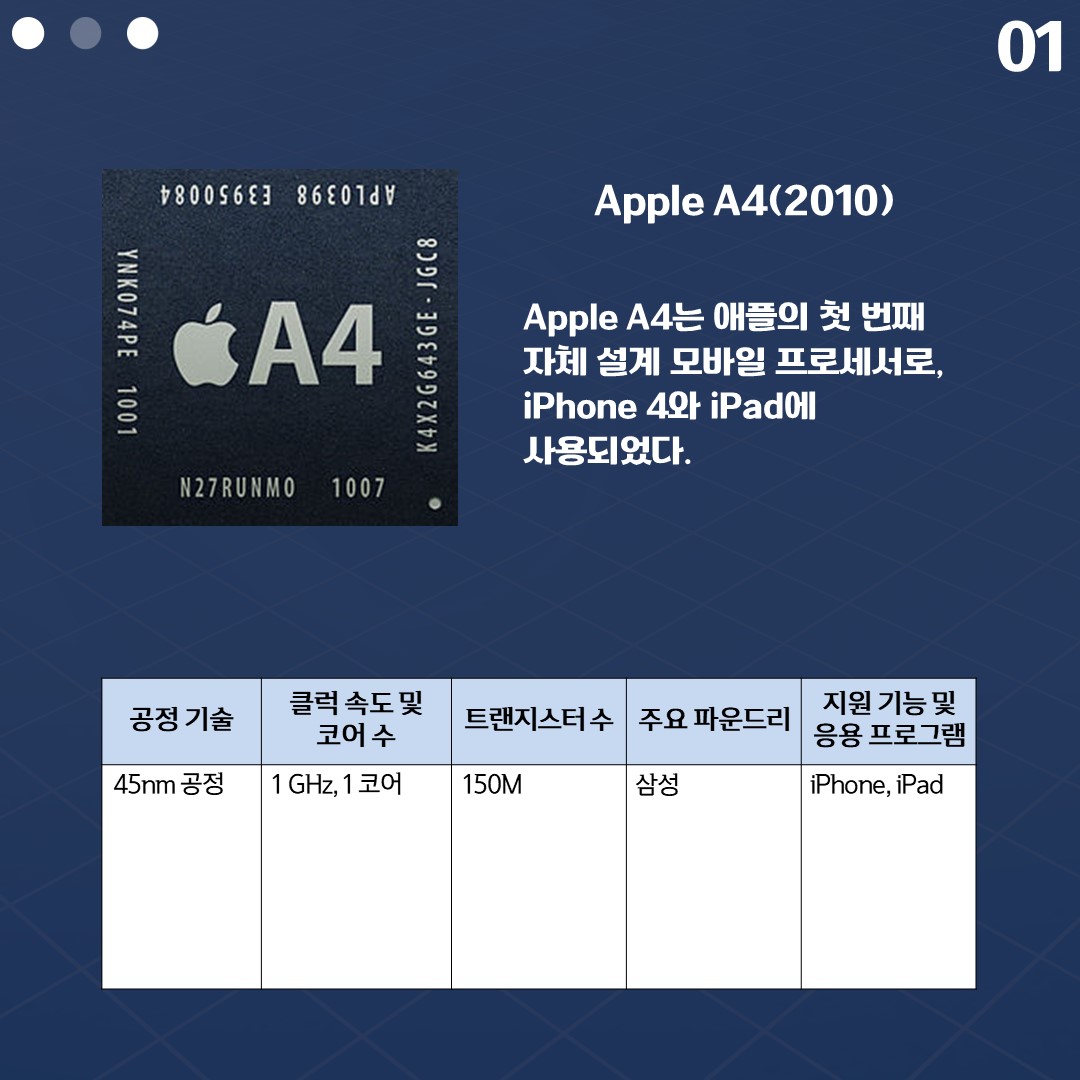 01
APL0398 E3950084
YNK074PE 1001
A4
K4X2G643GE-JGC8
N27RUNMO 1007
Apple A4(2010)
Apple A4는 애플의 첫 번째
자체 설계 모바일 프로세서로,
iPhone 4와 iPad에
사용되었다.
공정 기술
클럭 속도 및
코어 수
트랜지스터 수
주요 파운드리
지원 기능 및
응용 프로그램
45nm 공정
1 GHz, 1 코어
150M
삼성
iPhone, iPad